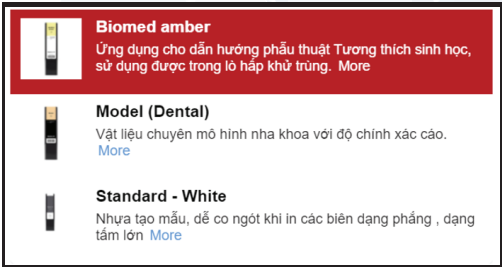 Biomed amber
Ứng dụng cho dẫn hướng phẫu thuật Tương thích sinh học,
sử dụng được trong lò hấp khử trùng. More
Model (Dental)
Vật liệu chuyên mô hình nha khoa với độ chính xác cáo.
More
Standard - White
Nhựa tạo mẫu, dễ co ngót khi in các biên dạng phắng , dạng
tấm lớn More